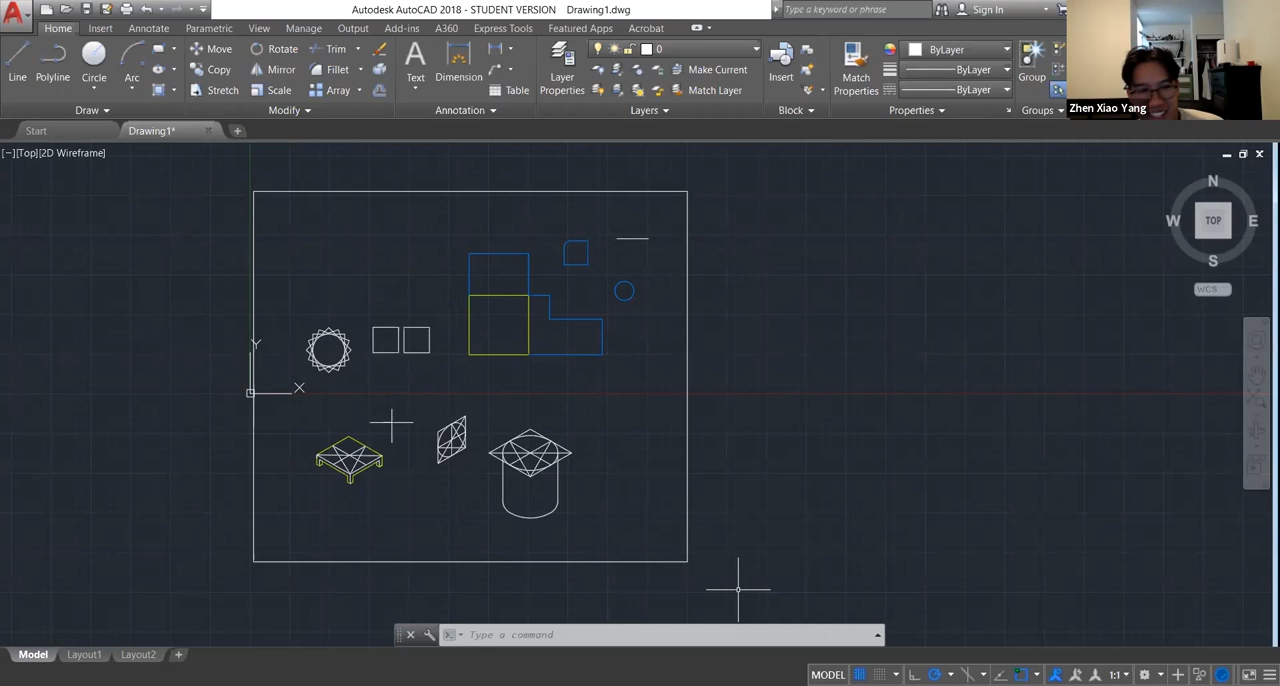 Autodesk AutoCAD 2018 - STUDENT VERSION Drawing1.dwg
Type a keyword or phrase
Sign In
Home Insert Annotate Parametric View Manage Output Add-ins A360 Express Tools Featured Apps Acrobat
Line
Polyline
Circle
Arc
Move
Rotate
Trim
Copy
Mirror
Fillet
Stretch
Scale
Array
Text
Dimension
Table
Layer
Properties
0
Make Current
Match Layer
Insert
Match
Properties
ByLayer
ByLayer
ByLayer
Group
Draw
Modify
Annotation
Layers
Block
Properties
Groups
Zhen Xiao Yang
Start
Drawing1*
[−][Top][2D Wireframe]
N
W
TOP
E
S
WCS
Y
X
Type a command
Model
Layout1
Layout2
MODEL
1:1